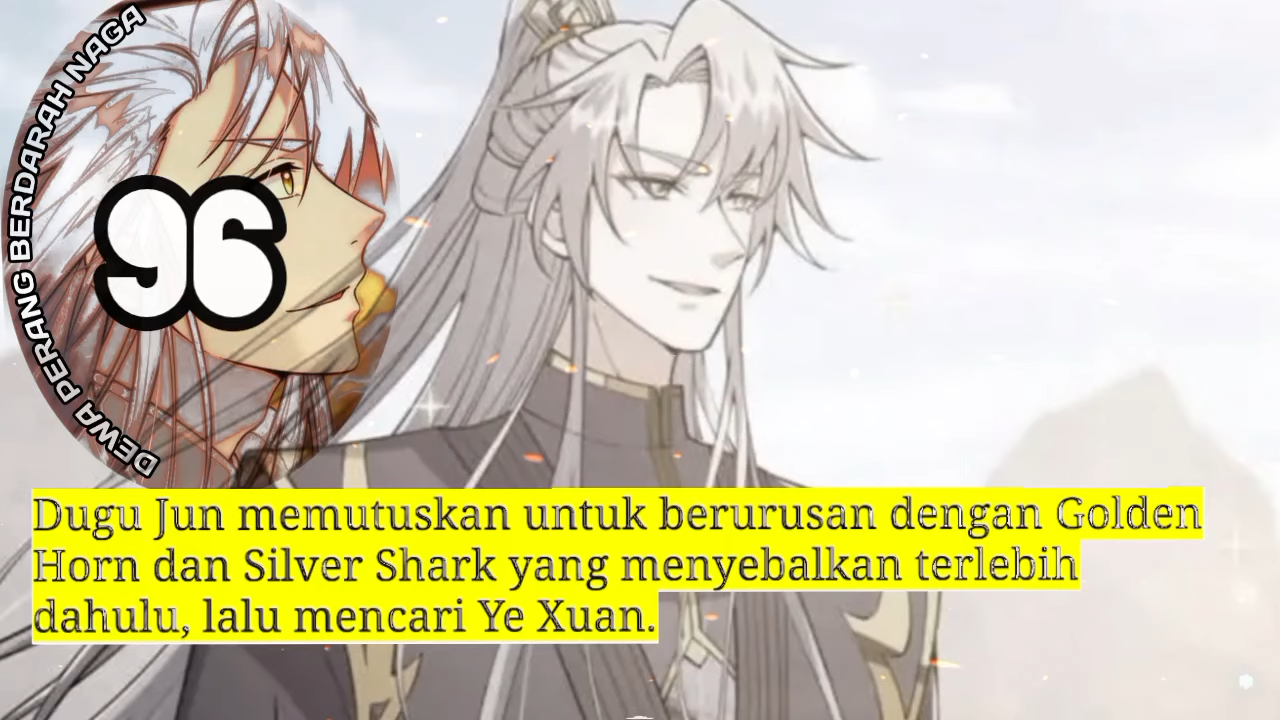 DEWA PERANG BERDARAH NAGA
96
Dugu Jun memutuskan untuk berurusan dengan Golden
Horn dan Silver Shark yang menyebalkan terlebih
dahulu, lalu mencari Ye Xuan.